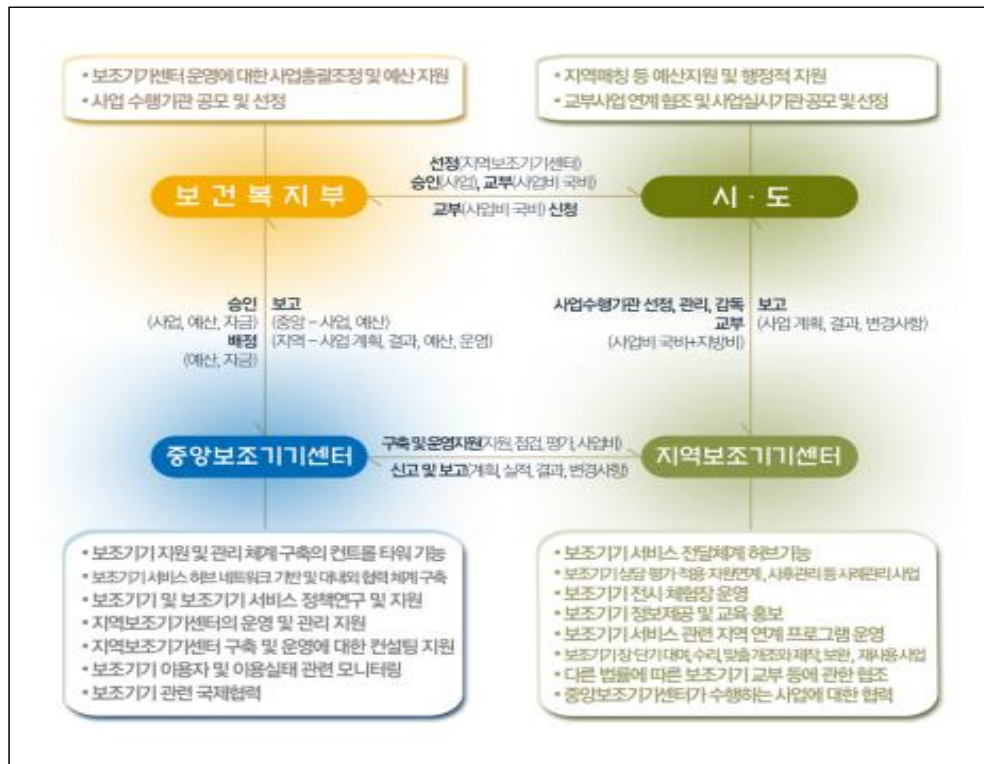 • 보조기가센터 운영에 대한 사업총괄조정 및 예산 지원
• 사업 수행기관 공모 및 선정
• 지역매칭 등 예산지원 및 행정적 지원
• 교부사업 연계 협조 및 사업실시기관 공모 및 선정
선정(지역보조기기센터)
승인(사업), 교부(사업비 국비)
보건복지부
시·도
교부(사업비 국비) 신청
승인
(사업, 예산, 자금)
배정
(예산, 자금)
보고
(중앙 – 사업, 예산)
(지역 – 사업 계획, 결과, 예산, 운영)
사업수행기관 선정, 관리, 감독
교부
(사업비 국비+지방비)
보고
(사업 계획, 결과, 변경사항)
중앙보조기기센터
구축 및 운영지원(지원, 점검, 평가, 사업비)
신고 및 보고(계획, 실적, 결과, 변경사항)
지역보조기기센터
• 보조기기 지원 및 관리 체계 구축의 컨트롤 타워 기능
• 보조기기 서비스 허브 네트워크 기반 및 대내외 협력 체계 구축
• 보조기기 및 보조기기 서비스 정책연구 및 지원
• 지역보조기기센터의 운영 및 관리 지원
• 지역보조기기센터 구축 및 운영에 대한 컨설팅 지원
• 보조기기 이용자 및 이용실태 관련 모니터링
• 보조기기 관련 국제협력
• 보조기기 서비스 전달체계 허브기능
• 보조기기 상담·평가·적용·지원연계, 사후관리 등 사례관리 사업
• 보조기기 전시·체험장 운영
• 보조기기 정보제공 및 교육·홍보
• 보조기기 서비스 관련 지역 연계 프로그램 운영
• 보조기기 장·단기 대여, 수리, 맞춤 개조와 제작, 보완, 재사용 사업
• 다른 법률에 따른 보조기기 교부 등에 관한 협조
• 중앙보조기기센터가 수행하는 사업에 대한 협력